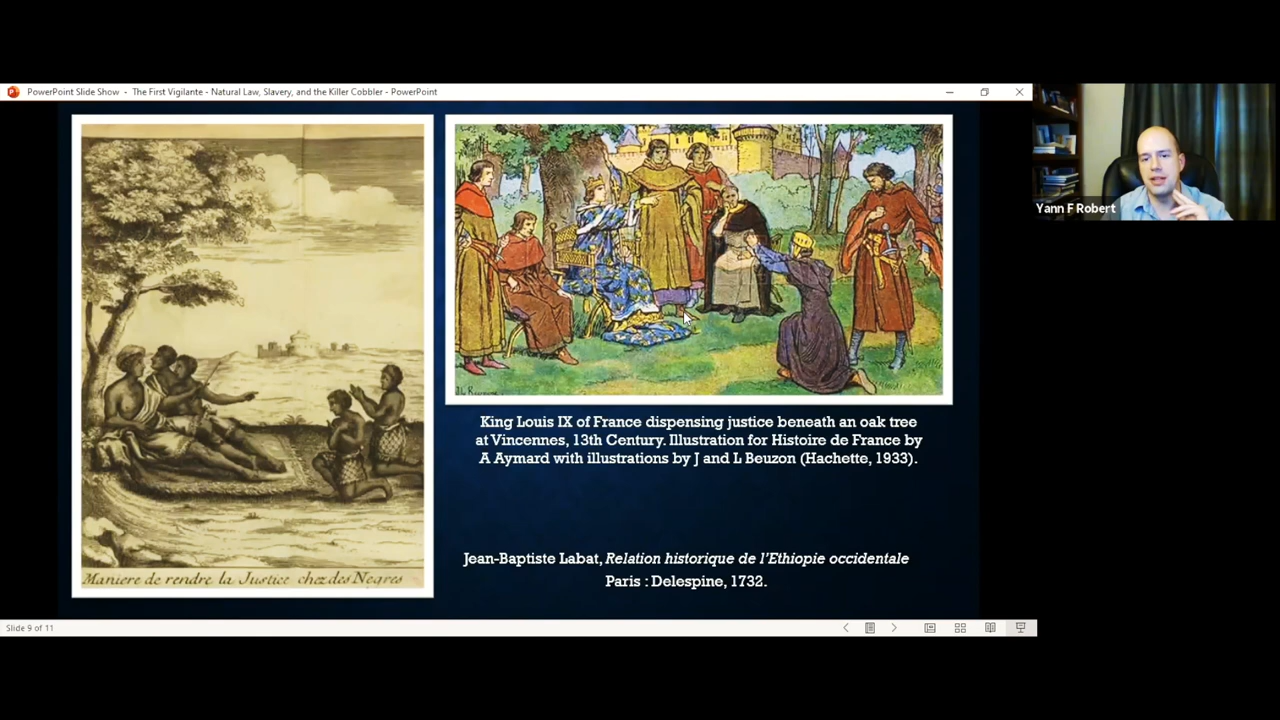 PowerPoint Slide Show - The First Vigilante - Natural Law, Slavery, and the Killer Cobbler - PowerPoint
Yann F Robert
Maniere de rendre la Justice chez des Negres
King Louis IX of France dispensing justice beneath an oak tree
at Vincennes, 13th Century. Illustration for Histoire de France by
A Aymard with illustrations by J and L Beuzon (Hachette, 1933).
Jean-Baptiste Labat, Relation historique de l'Ethiopie occidentale
Paris : Delespine, 1732.
Slide 9 of 11